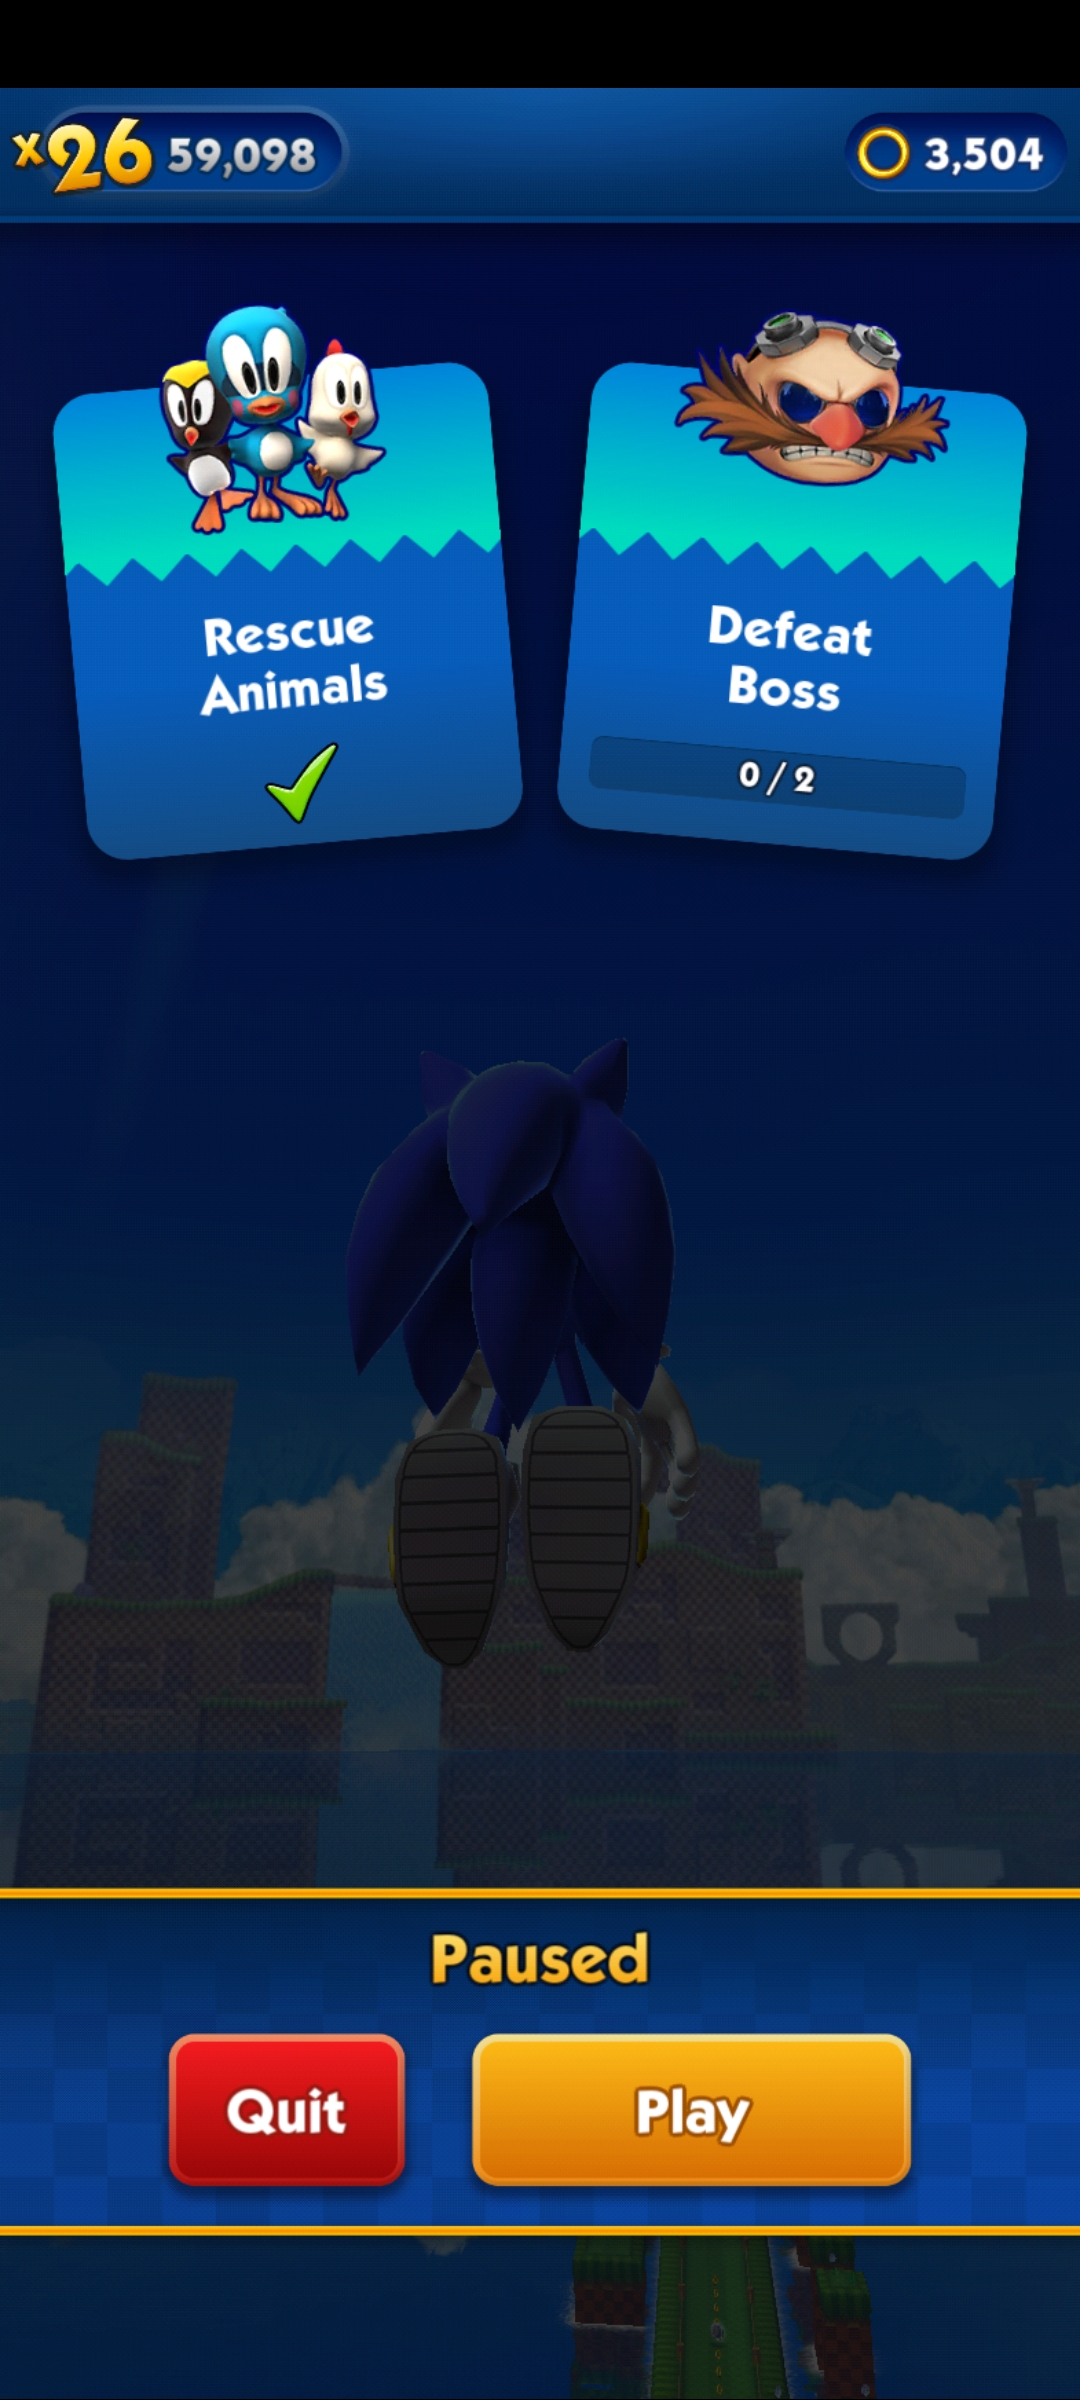 x26 59,098
3,504
Rescue
Animals
Defeat
Boss
0/2
Paused
Quit
Play